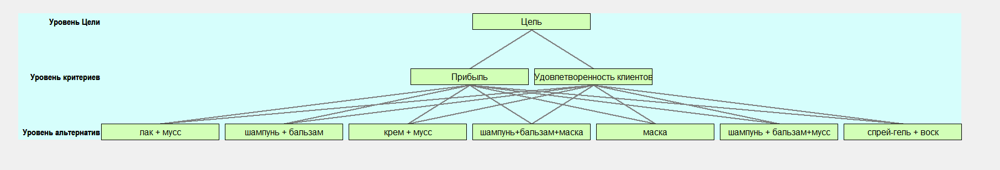 Уровень Цели
Цель
Уровень критериев
Прибыль
Удовлетворенность клиентов
Уровень альтернатив
лак + мусс
шампунь + бальзам
крем + мусс
шампунь+бальзам+маска
маска
шампунь + бальзам+мусс
спрей-гель + воск